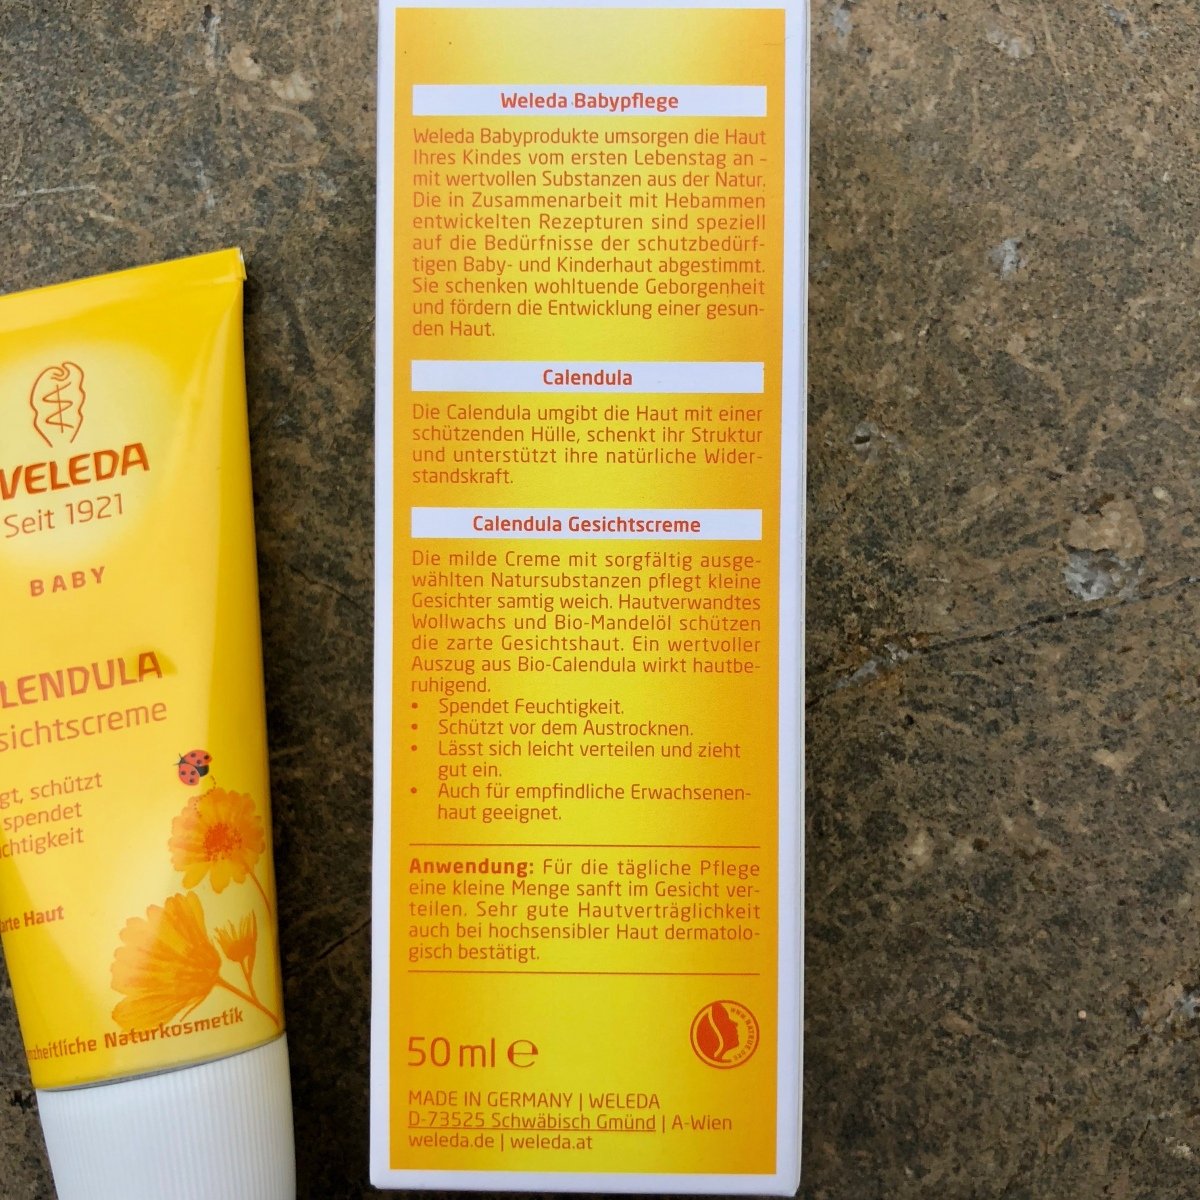 WELEDA
Seit 1921
BABY
spendet
Haut
Naturkosmetik
Weleda Babypflege
Weleda Babyprodukte umsorgen die Haut
Ihres Kindes vom ersten Lebenstag an –
mit wertvollen Substanzen aus der Natur.
Die in Zusammenarbeit mit Hebammen
entwickelten Rezepturen sind speziell
auf die Bedürfnisse der schutzbedürf-
tigen Baby- und Kinderhaut abgestimmt.
Sie schenken wohltuende Geborgenheit
und fördern die Entwicklung einer gesun-
den Haut.
Calendula
Die Calendula umgibt die Haut mit einer
schützenden Hülle, schenkt ihr Struktur
und unterstützt ihre natürliche Wider-
standskraft.
Calendula Gesichtscreme
Die milde Creme mit sorgfältig ausge-
wählten Natursubstanzen pflegt kleine
Gesichter samtig weich. Hautverwandtes
Wollwachs und Bio-Mandelöl schützen
die zarte Gesichtshaut. Ein wertvoller
Auszug aus Bio-Calendula wirkt hautbe-
ruhigend.
• Spendet Feuchtigkeit.
• Schützt vor dem Austrocknen.
• Lässt sich leicht verteilen und zieht
gut ein.
• Auch für empfindliche Erwachsenen-
haut geeignet.
Anwendung: Für die tägliche Pflege
eine kleine Menge sanft im Gesicht ver-
teilen. Sehr gute Hautverträglichkeit
auch bei hochsensibler Haut dermatolo-
gisch bestätigt.
50 ml e
MADE IN GERMANY | WELEDA
D-73525 Schwäbisch Gmünd | A-Wien
weleda.de | weleda.at